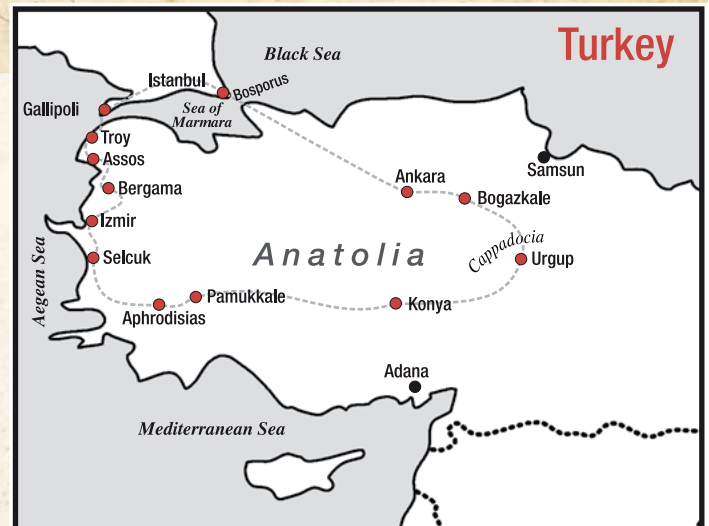 Turkey
Black Sea
Istanbul
Bosporus
Gallipoli
Sea of
Marmara
Troy
Assos
Samsun
Ankara
Bergama
Bogazkale
Izmir
Anatolia
Cappadocia
Selcuk
Urgup
Aegean Sea
Pamukkale
Aphrodisias
Konya
Adana
Mediterranean Sea